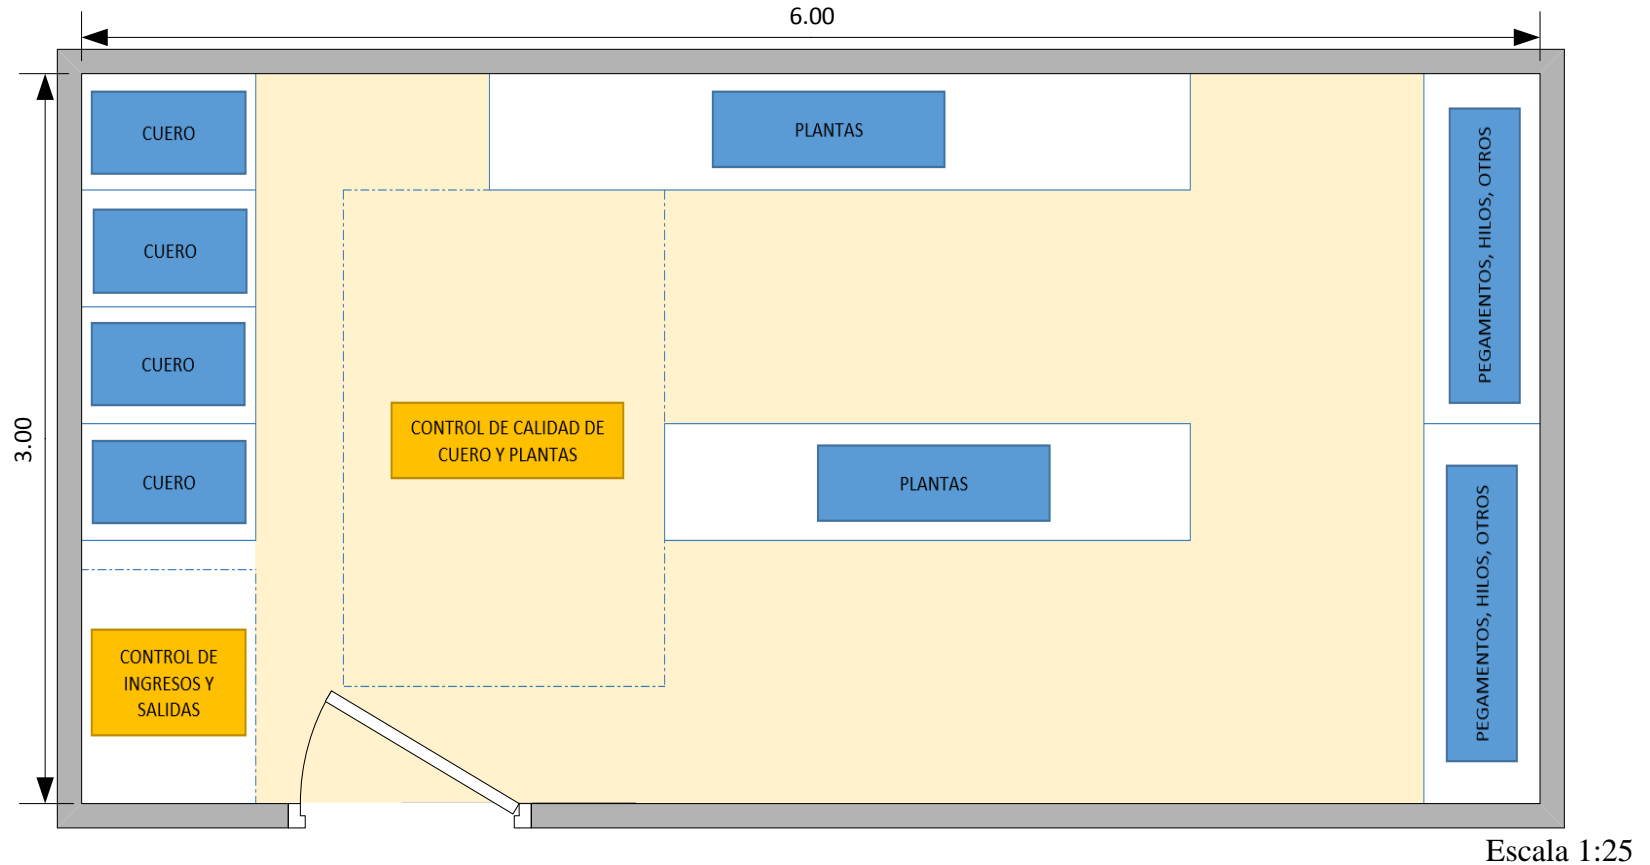 6.00
CUERO
PLANTAS
PEGAMENTOS, HILOS, OTROS
CUERO
CUERO
3.00
CONTROL DE CALIDAD DE
CUERO Y PLANTAS
CUERO
PLANTAS
PEGAMENTOS, HILOS, OTROS
CONTROL DE
INGRESOS Y
SALIDAS
Escala 1:25